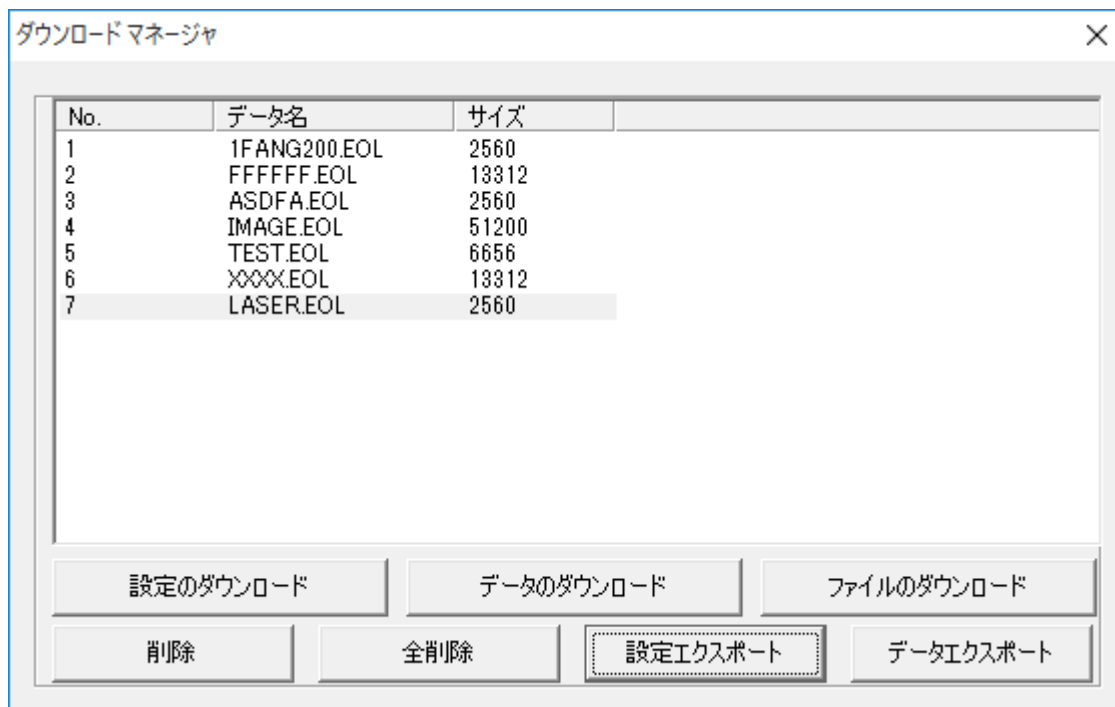 ダウンロード マネージャ
No. データ名 サイズ
1 1FANG200.EOL 2560
2 FFFFFF.EOL 13312
3 ASDFA.EOL 2560
4 IMAGE.EOL 51200
5 TEST.EOL 6656
6 XXXX.EOL 13312
7 LASER.EOL 2560
設定のダウンロード データのダウンロード ファイルのダウンロード
削除 全削除 設定エクスポート データエクスポート